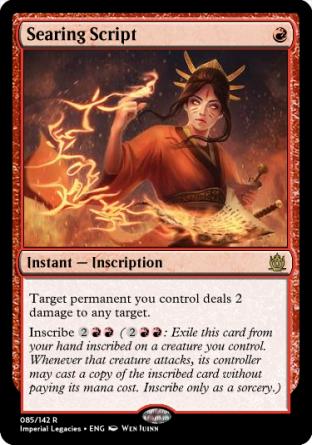 Searing Script
Instant — Inscription
Target permanent you control deals 2
damage to any target.
Inscribe 2 ( 2: Exile this card from
your hand inscribed on a creature you control.
Whenever that creature attacks, its controller
may cast a copy of the inscribed card without
paying its mana cost. Inscribe only as a sorcery.)
085/142 R
Imperial Legacies • ENG